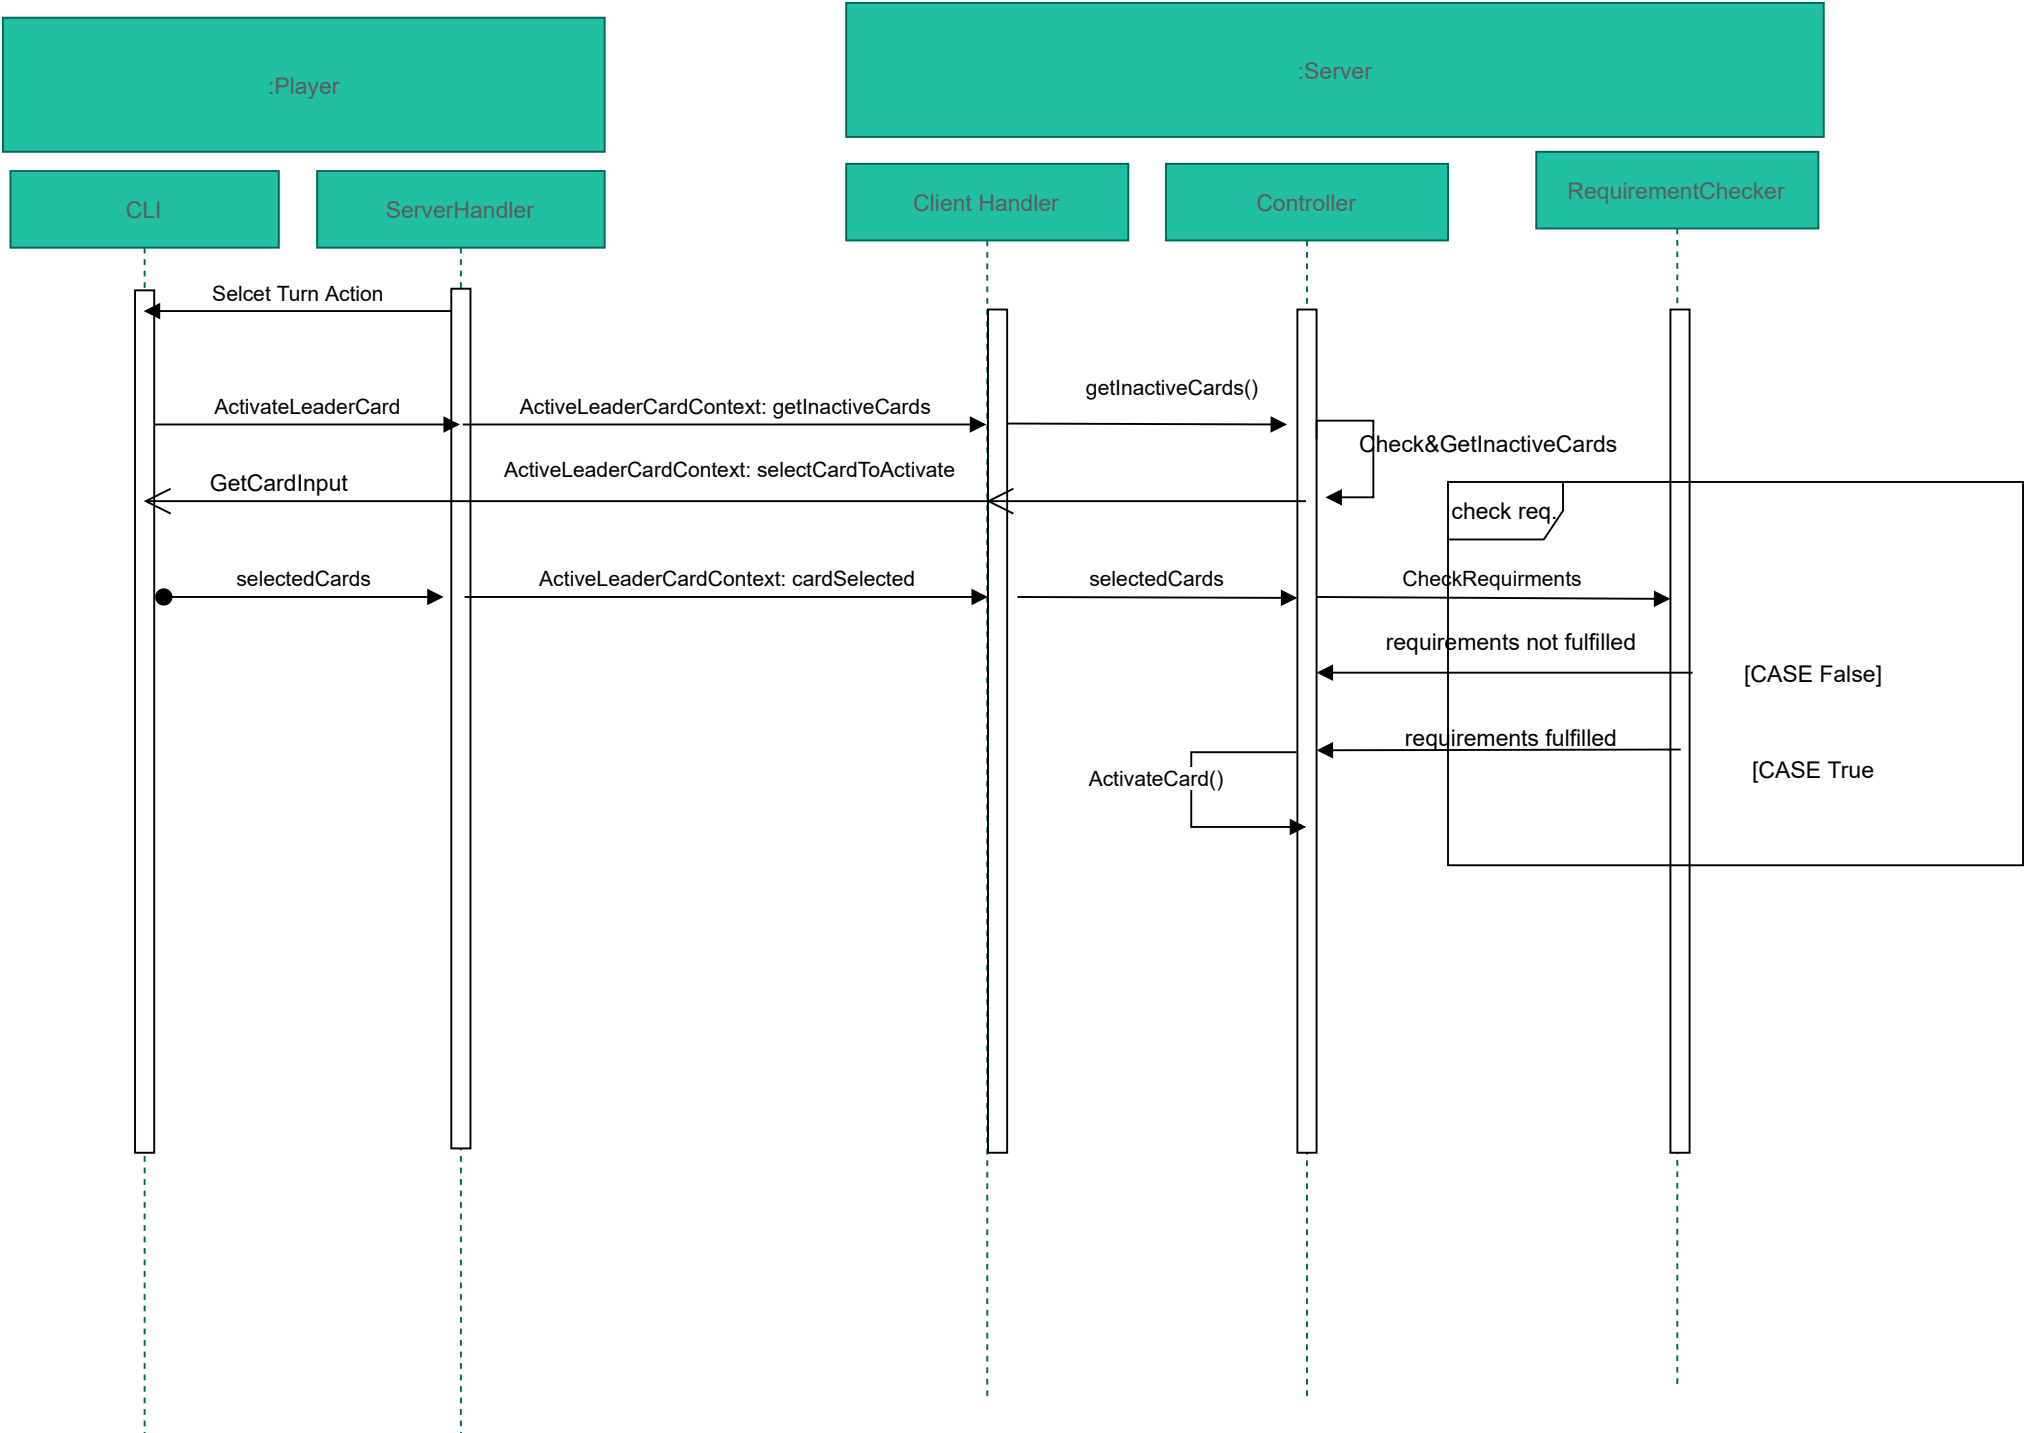 :Player
:Server
CLI
ServerHandler
Client Handler
Controller
RequirementChecker
Selcet Turn Action
ActivateLeaderCard
ActiveLeaderCardContext: getInactiveCards
getInactiveCards()
Check&GetInactiveCards
GetCardInput
ActiveLeaderCardContext: selectCardToActivate
check req.
selectedCards
ActiveLeaderCardContext: cardSelected
selectedCards
CheckRequirments
requirements not fulfilled
[CASE False]
requirements fulfilled
[CASE True
ActivateCard()